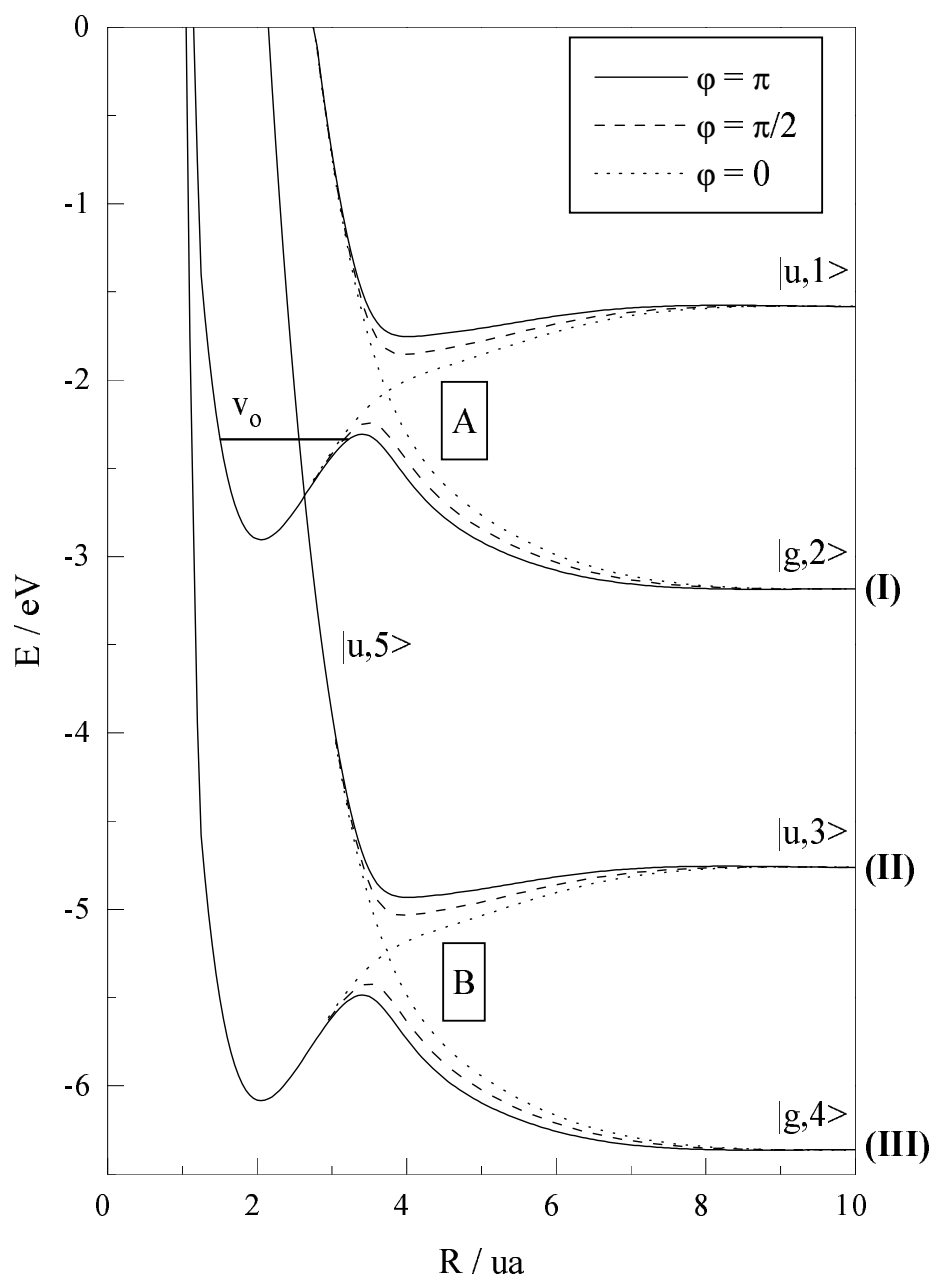 0
φ = π
φ = π/2
φ = 0
-1
|u,1>
-2
v₀
A
-3
|g,2>
(I)
E / eV
|u,5>
-4
|u,3>
(II)
-5
B
-6
|g,4>
(III)
0 2 4 6 8 10
R / ua